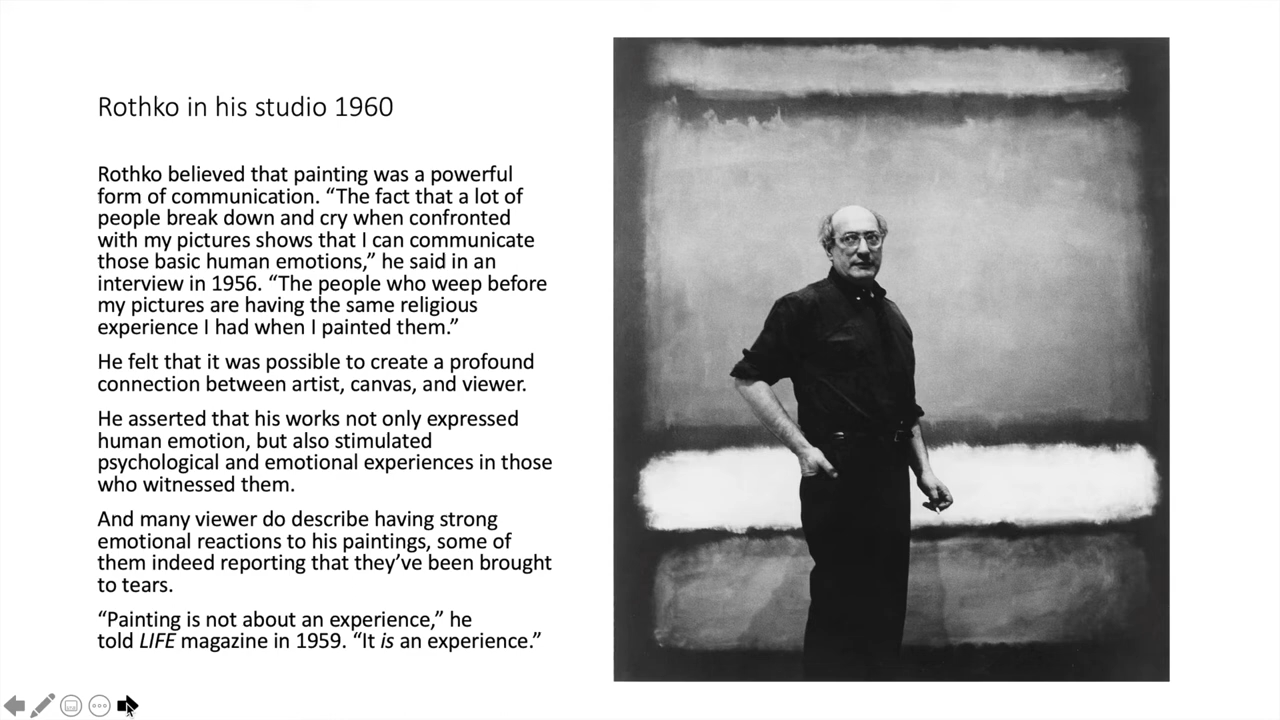 Rothko in his studio 1960
Rothko believed that painting was a powerful
form of communication. “The fact that a lot of
people break down and cry when confronted
with my pictures shows that I can communicate
those basic human emotions,” he said in an
interview in 1956. “The people who weep before
my pictures are having the same religious
experience I had when I painted them.”
He felt that it was possible to create a profound
connection between artist, canvas, and viewer.
He asserted that his works not only expressed
human emotion, but also stimulated
psychological and emotional experiences in those
who witnessed them.
And many viewer do describe having strong
emotional reactions to his paintings, some of
them indeed reporting that they’ve been brought
to tears.
“Painting is not about an experience,” he
told LIFE magazine in 1959. “It is an experience.”